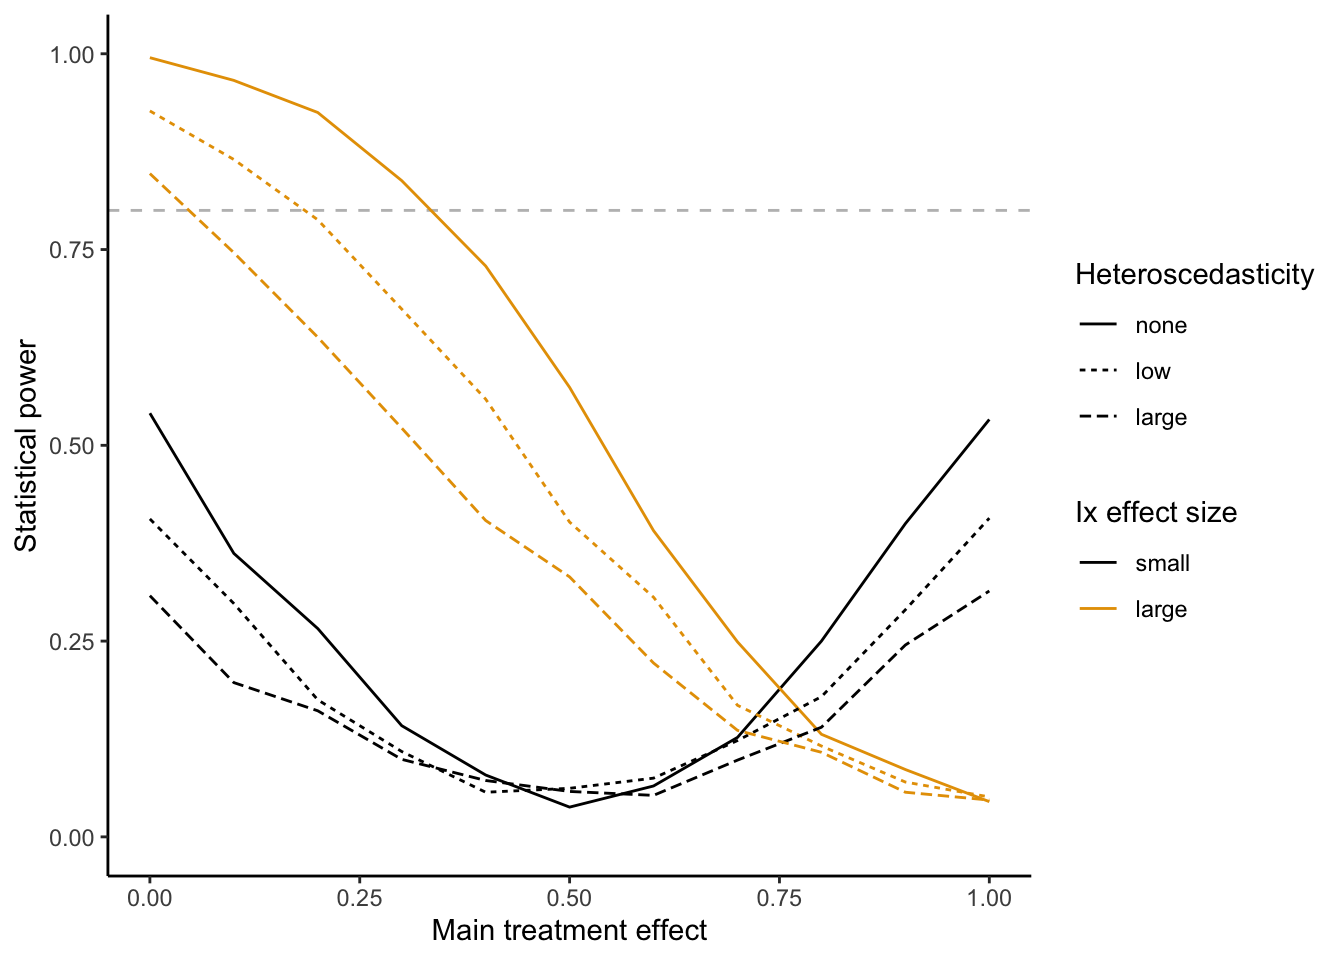 1.00
0.75
0.50
0.25
0.00
Statistical power
0.00 0.25 0.50 0.75 1.00
Main treatment effect
Heteroscedasticity
none
low
large
Ix effect size
small
large